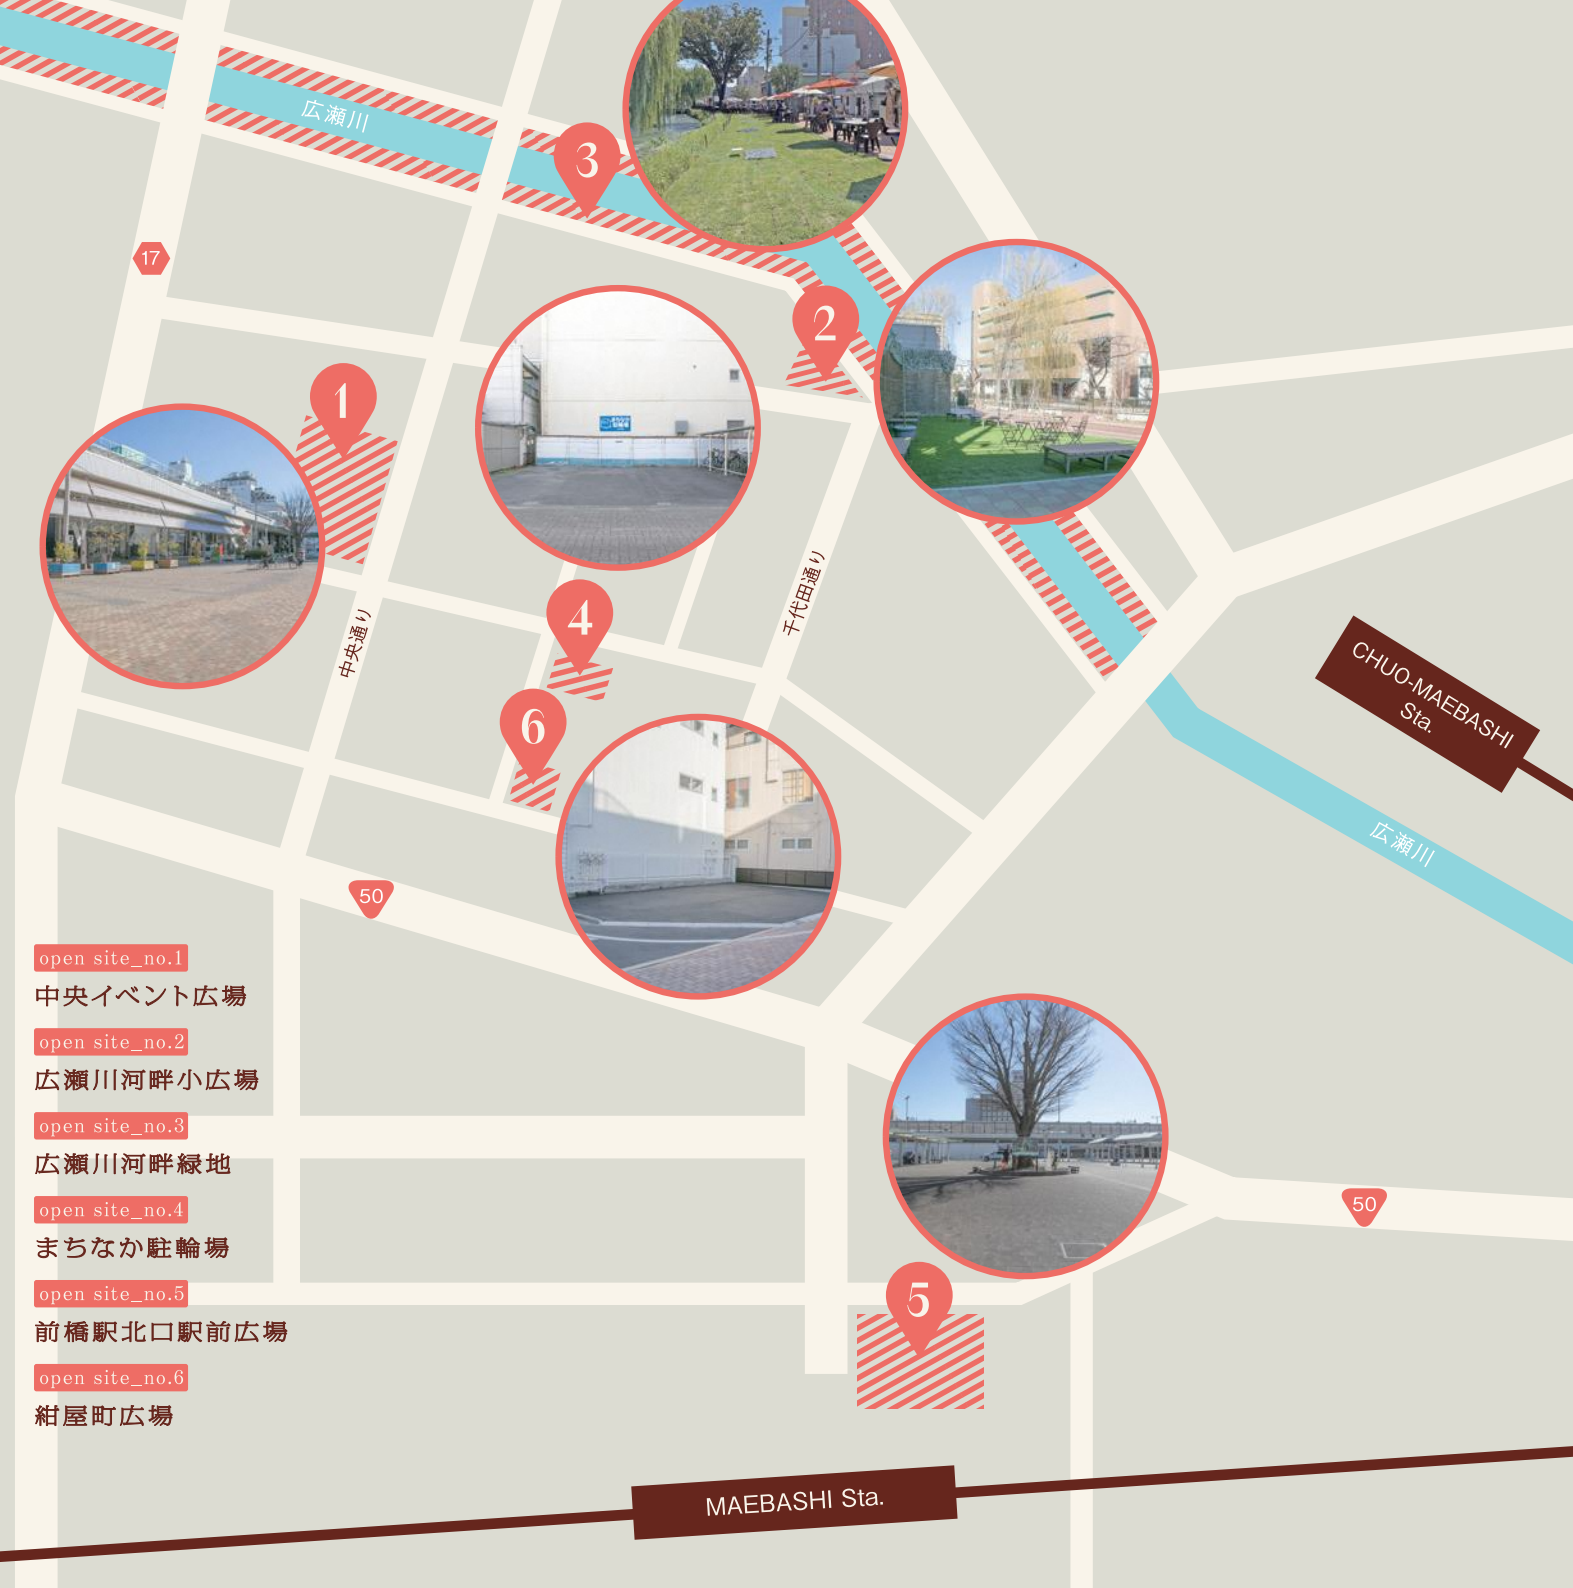 広瀬川
3
17
2
1
千代田通り
中央通り
4
6
CHUO-MAEBASHI
Sta.
広瀬川
50
open site_no.1
中央イベント広場
open site_no.2
広瀬川河畔小広場
open site_no.3
広瀬川河畔緑地
open site_no.4
まちなか駐輪場
open site_no.5
前橋駅北口駅前広場
open site_no.6
紺屋町広場
50
5
MAEBASHI Sta.